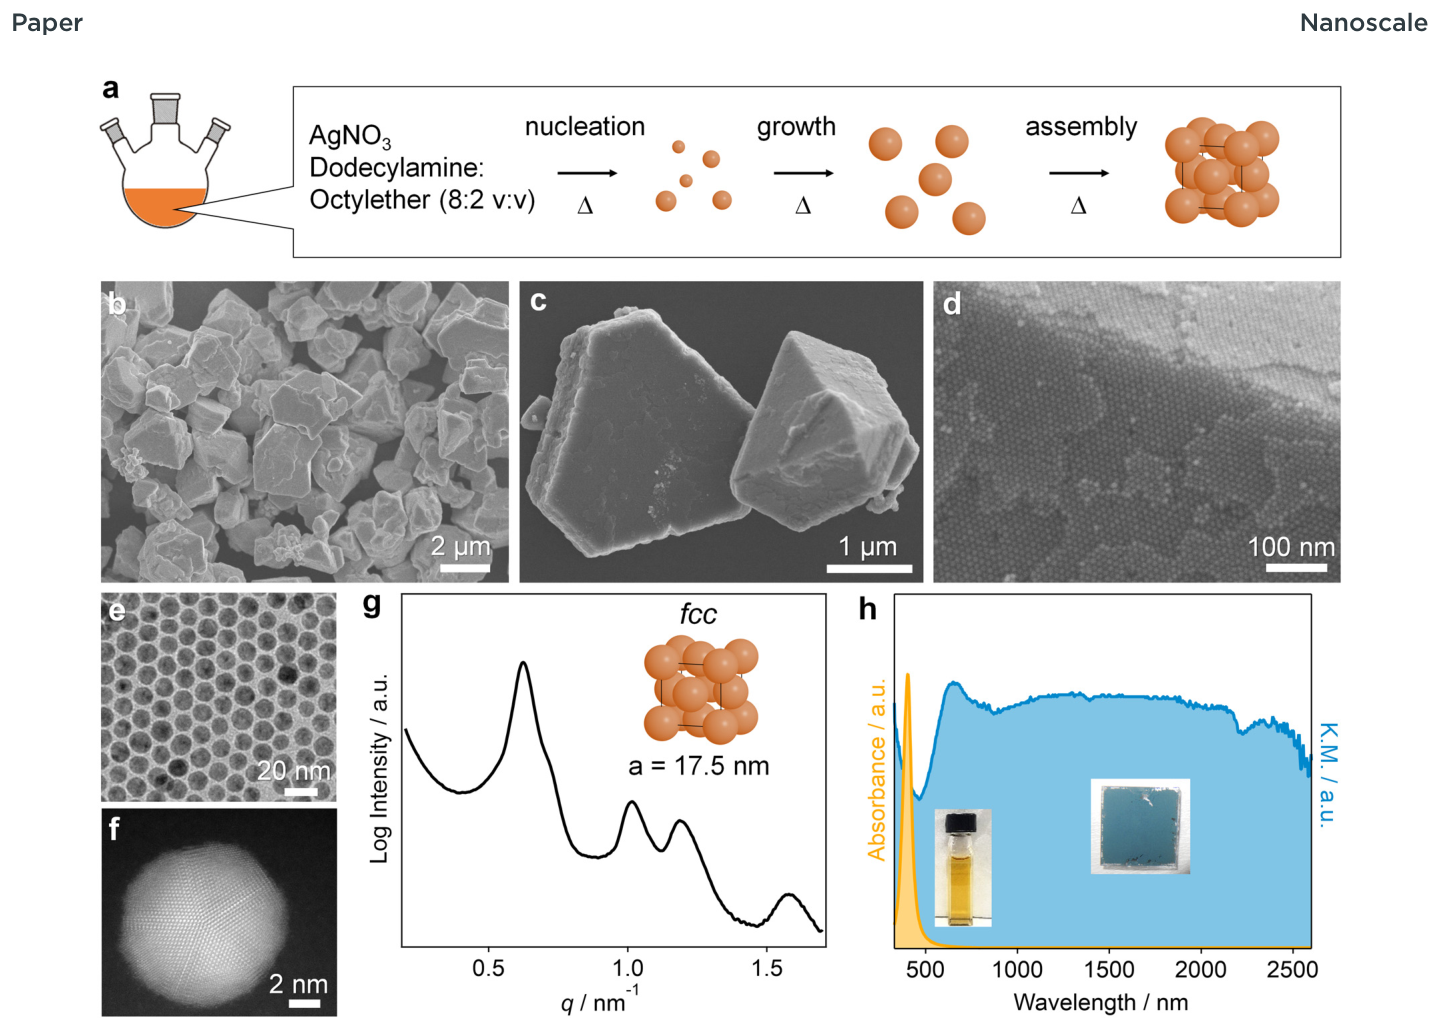 Paper
Nanoscale
a
AgNO₃
Dodecylamine:
Octylether (8:2 v:v)
nucleation
Δ
growth
Δ
assembly
Δ
b
2 µm
c
1 µm
d
100 nm
e
20 nm
f
2 nm
g
fcc
a = 17.5 nm
Log Intensity / a.u.
0.5
1.0
1.5
q / nm⁻¹
h
Absorbance / a.u.
K.M. / a.u.
500
1000
1500
2000
2500
Wavelength / nm